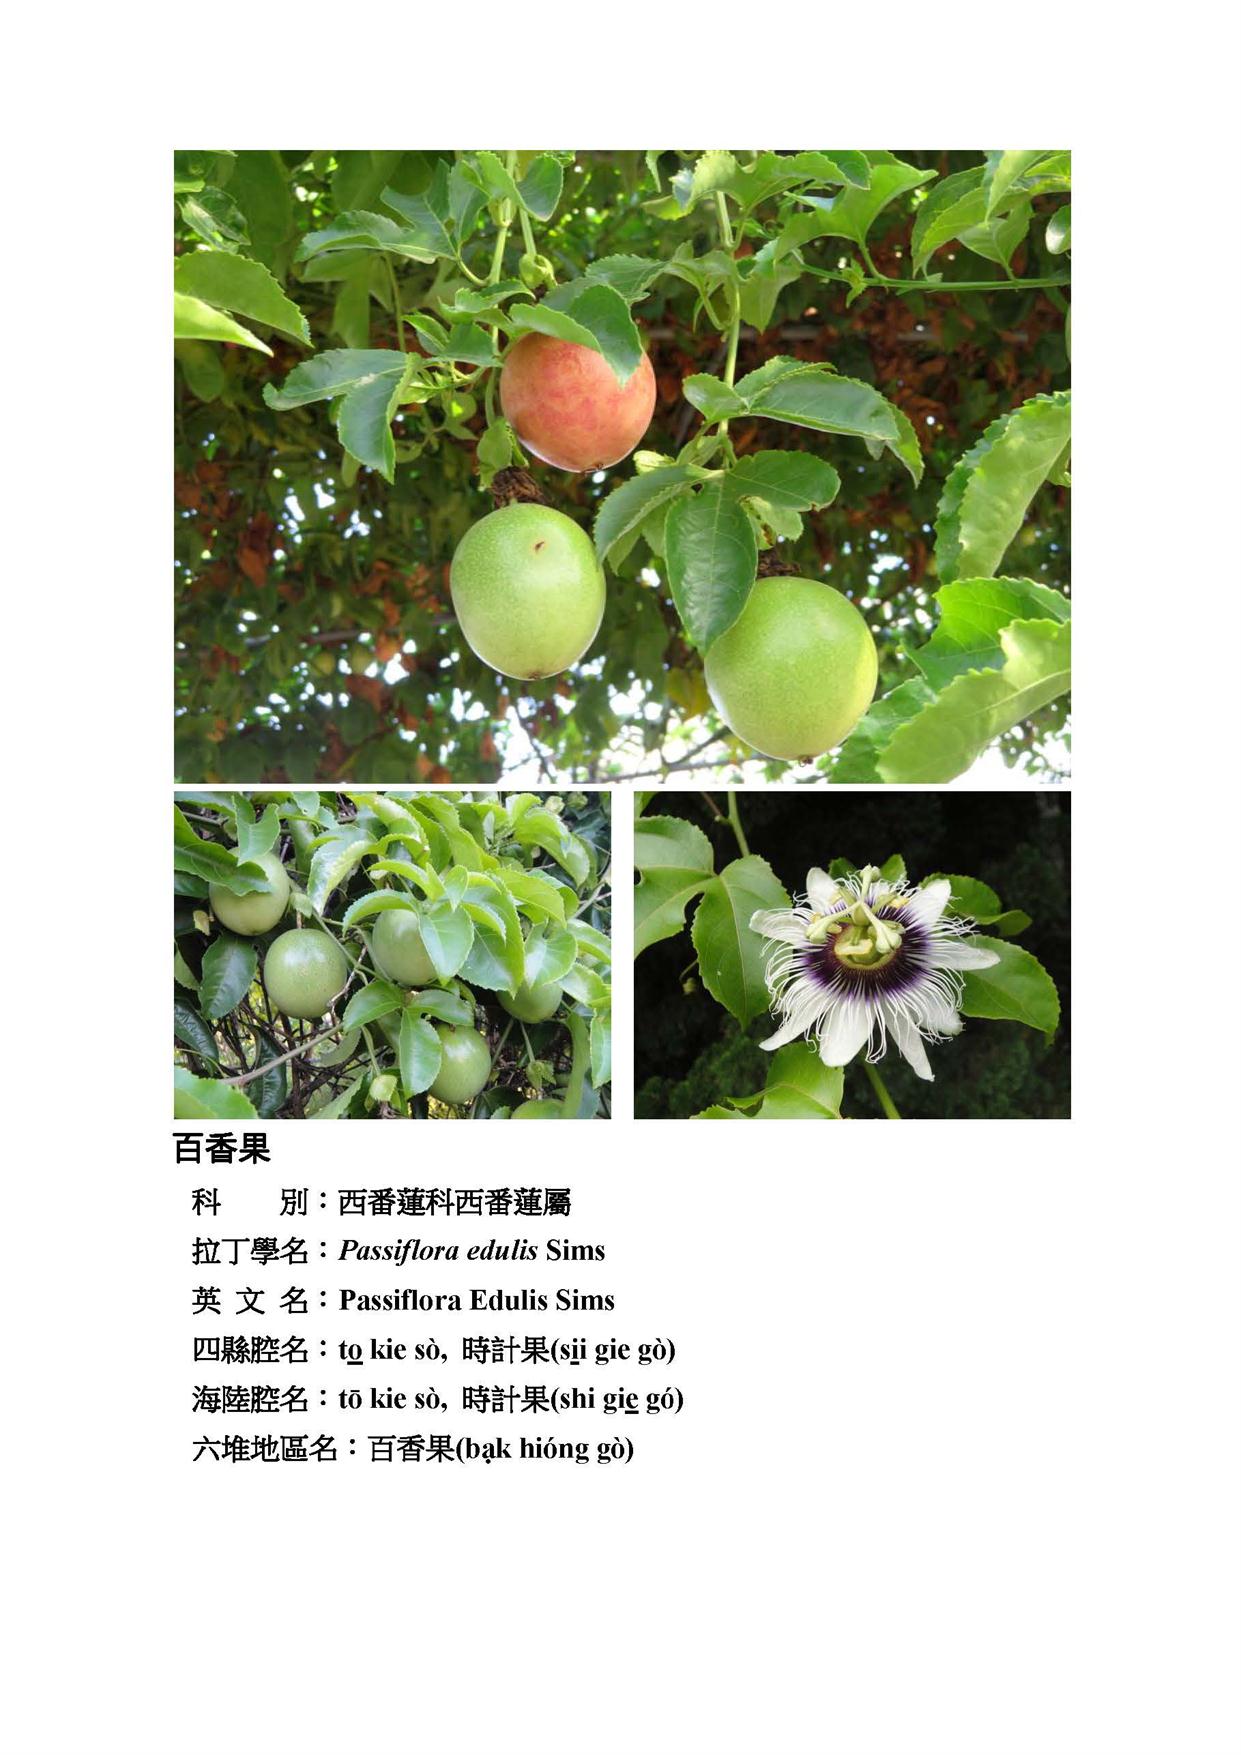 百香果
科　　別：西番蓮科西番蓮屬
拉丁學名：Passiflora edulis Sims
英 文 名：Passiflora Edulis Sims
四縣腔名：to̲ kie sò, 時計果(si̲i gie gò)
海陸腔名：tō kie sò, 時計果(shi gie̲ gó)
六堆地區名：百香果(bạk hióng gò)